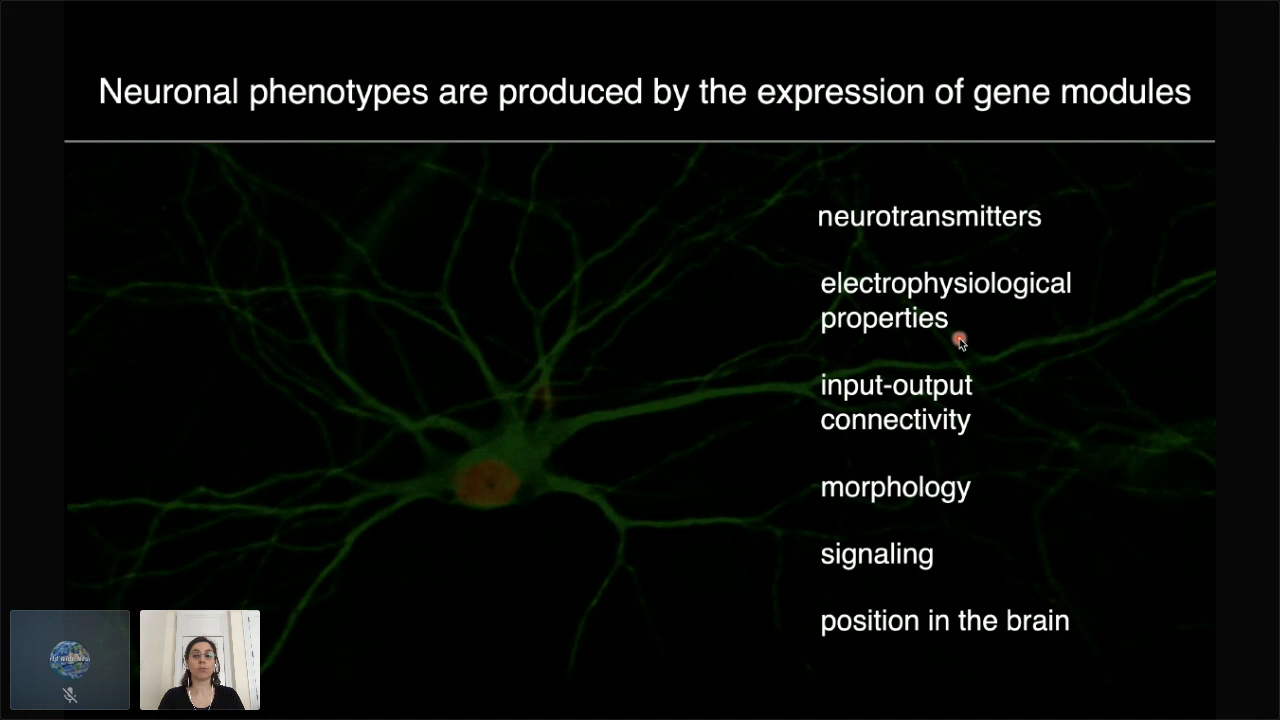 Neuronal phenotypes are produced by the expression of gene modules
neurotransmitters
electrophysiological
properties
input-output
connectivity
morphology
signaling
position in the brain